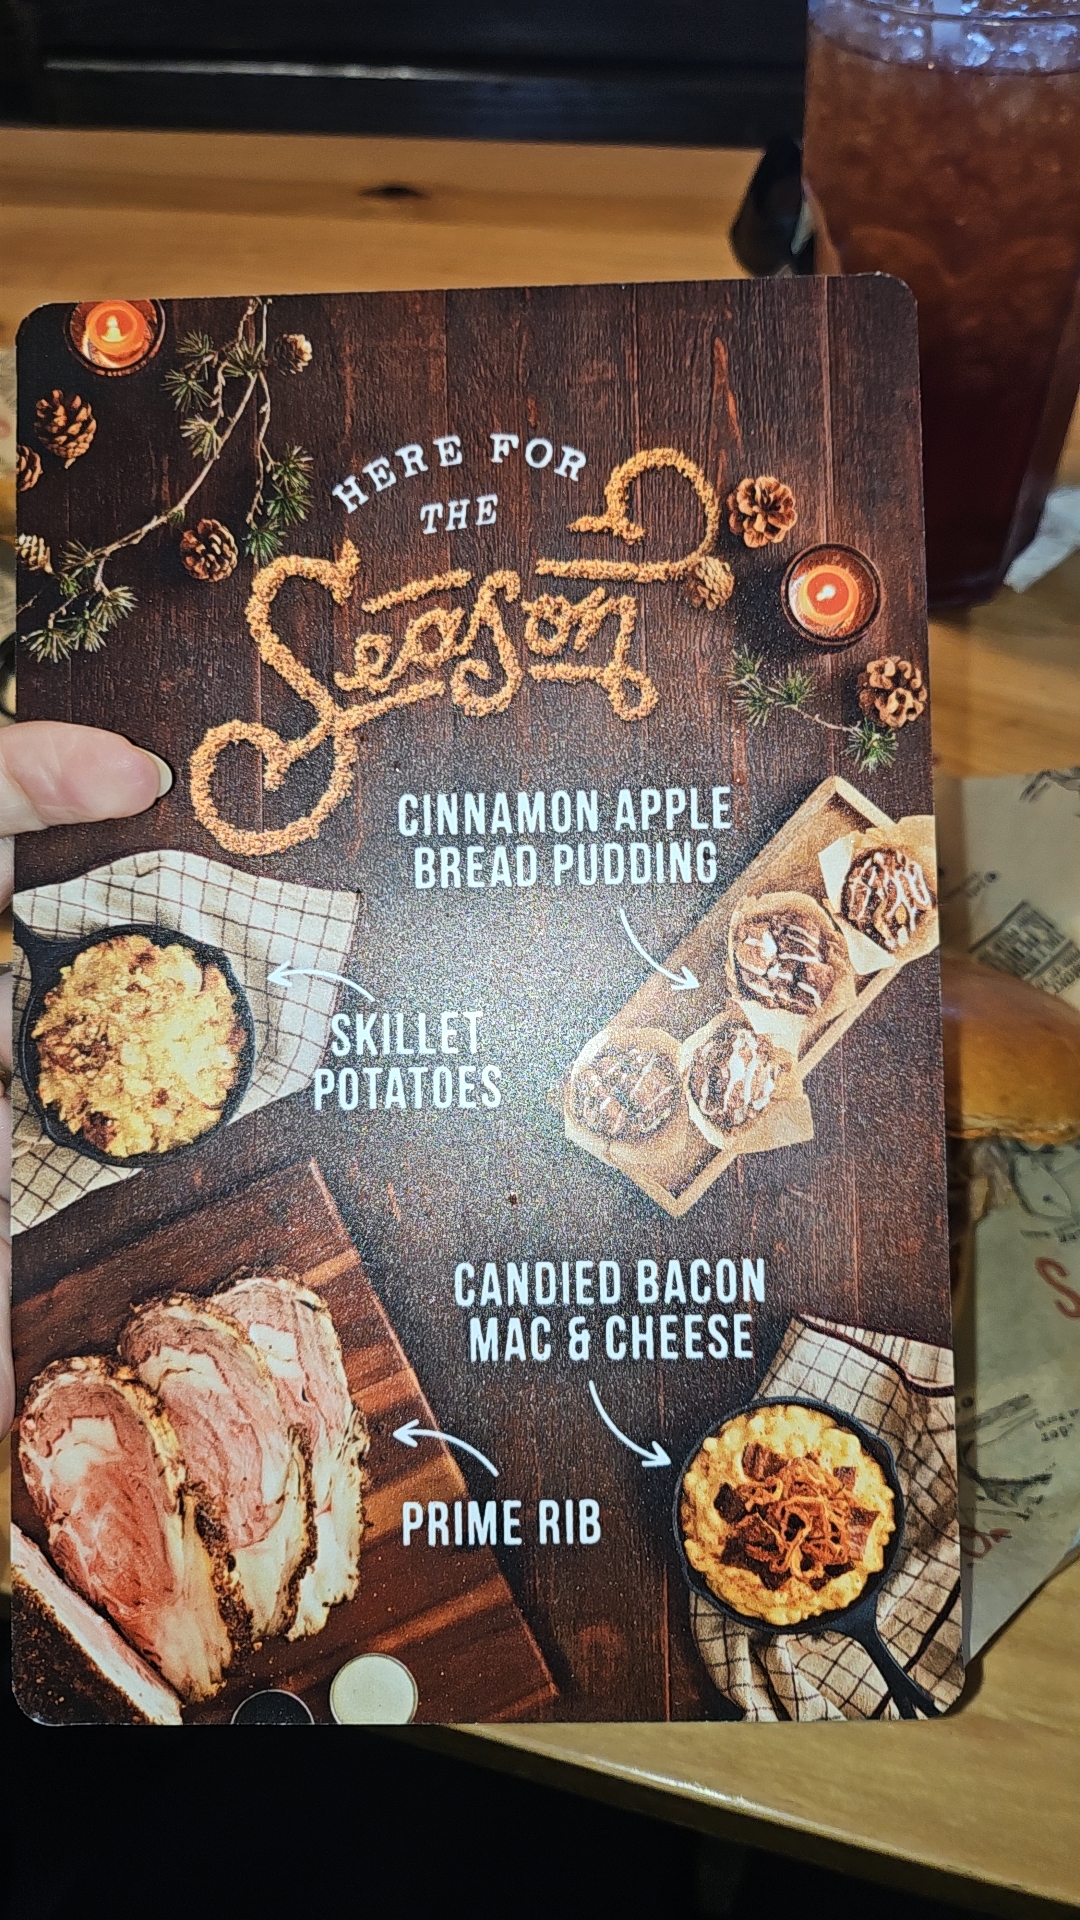 HERE FOR
THE
Season
CINNAMON APPLE
BREAD PUDDING
SKILLET
POTATOES
CANDIED BACON
MAC & CHEESE
PRIME RIB